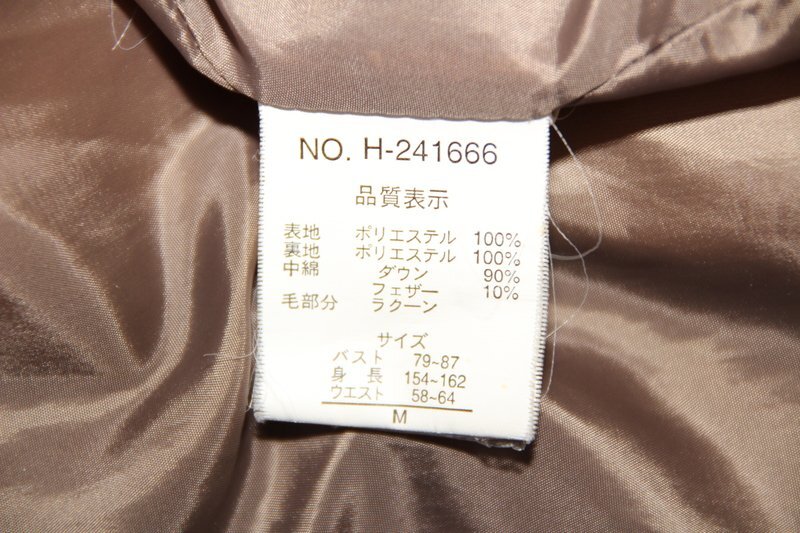 NO. H-241666
品質表示
表地 ポリエステル 100%
裏地 ポリエステル 100%
中綿 ダウン 90%
フェザー 10%
毛部分 ラクーン
サイズ
バスト 79~87
身長 154~162
ウエスト 58~64
M